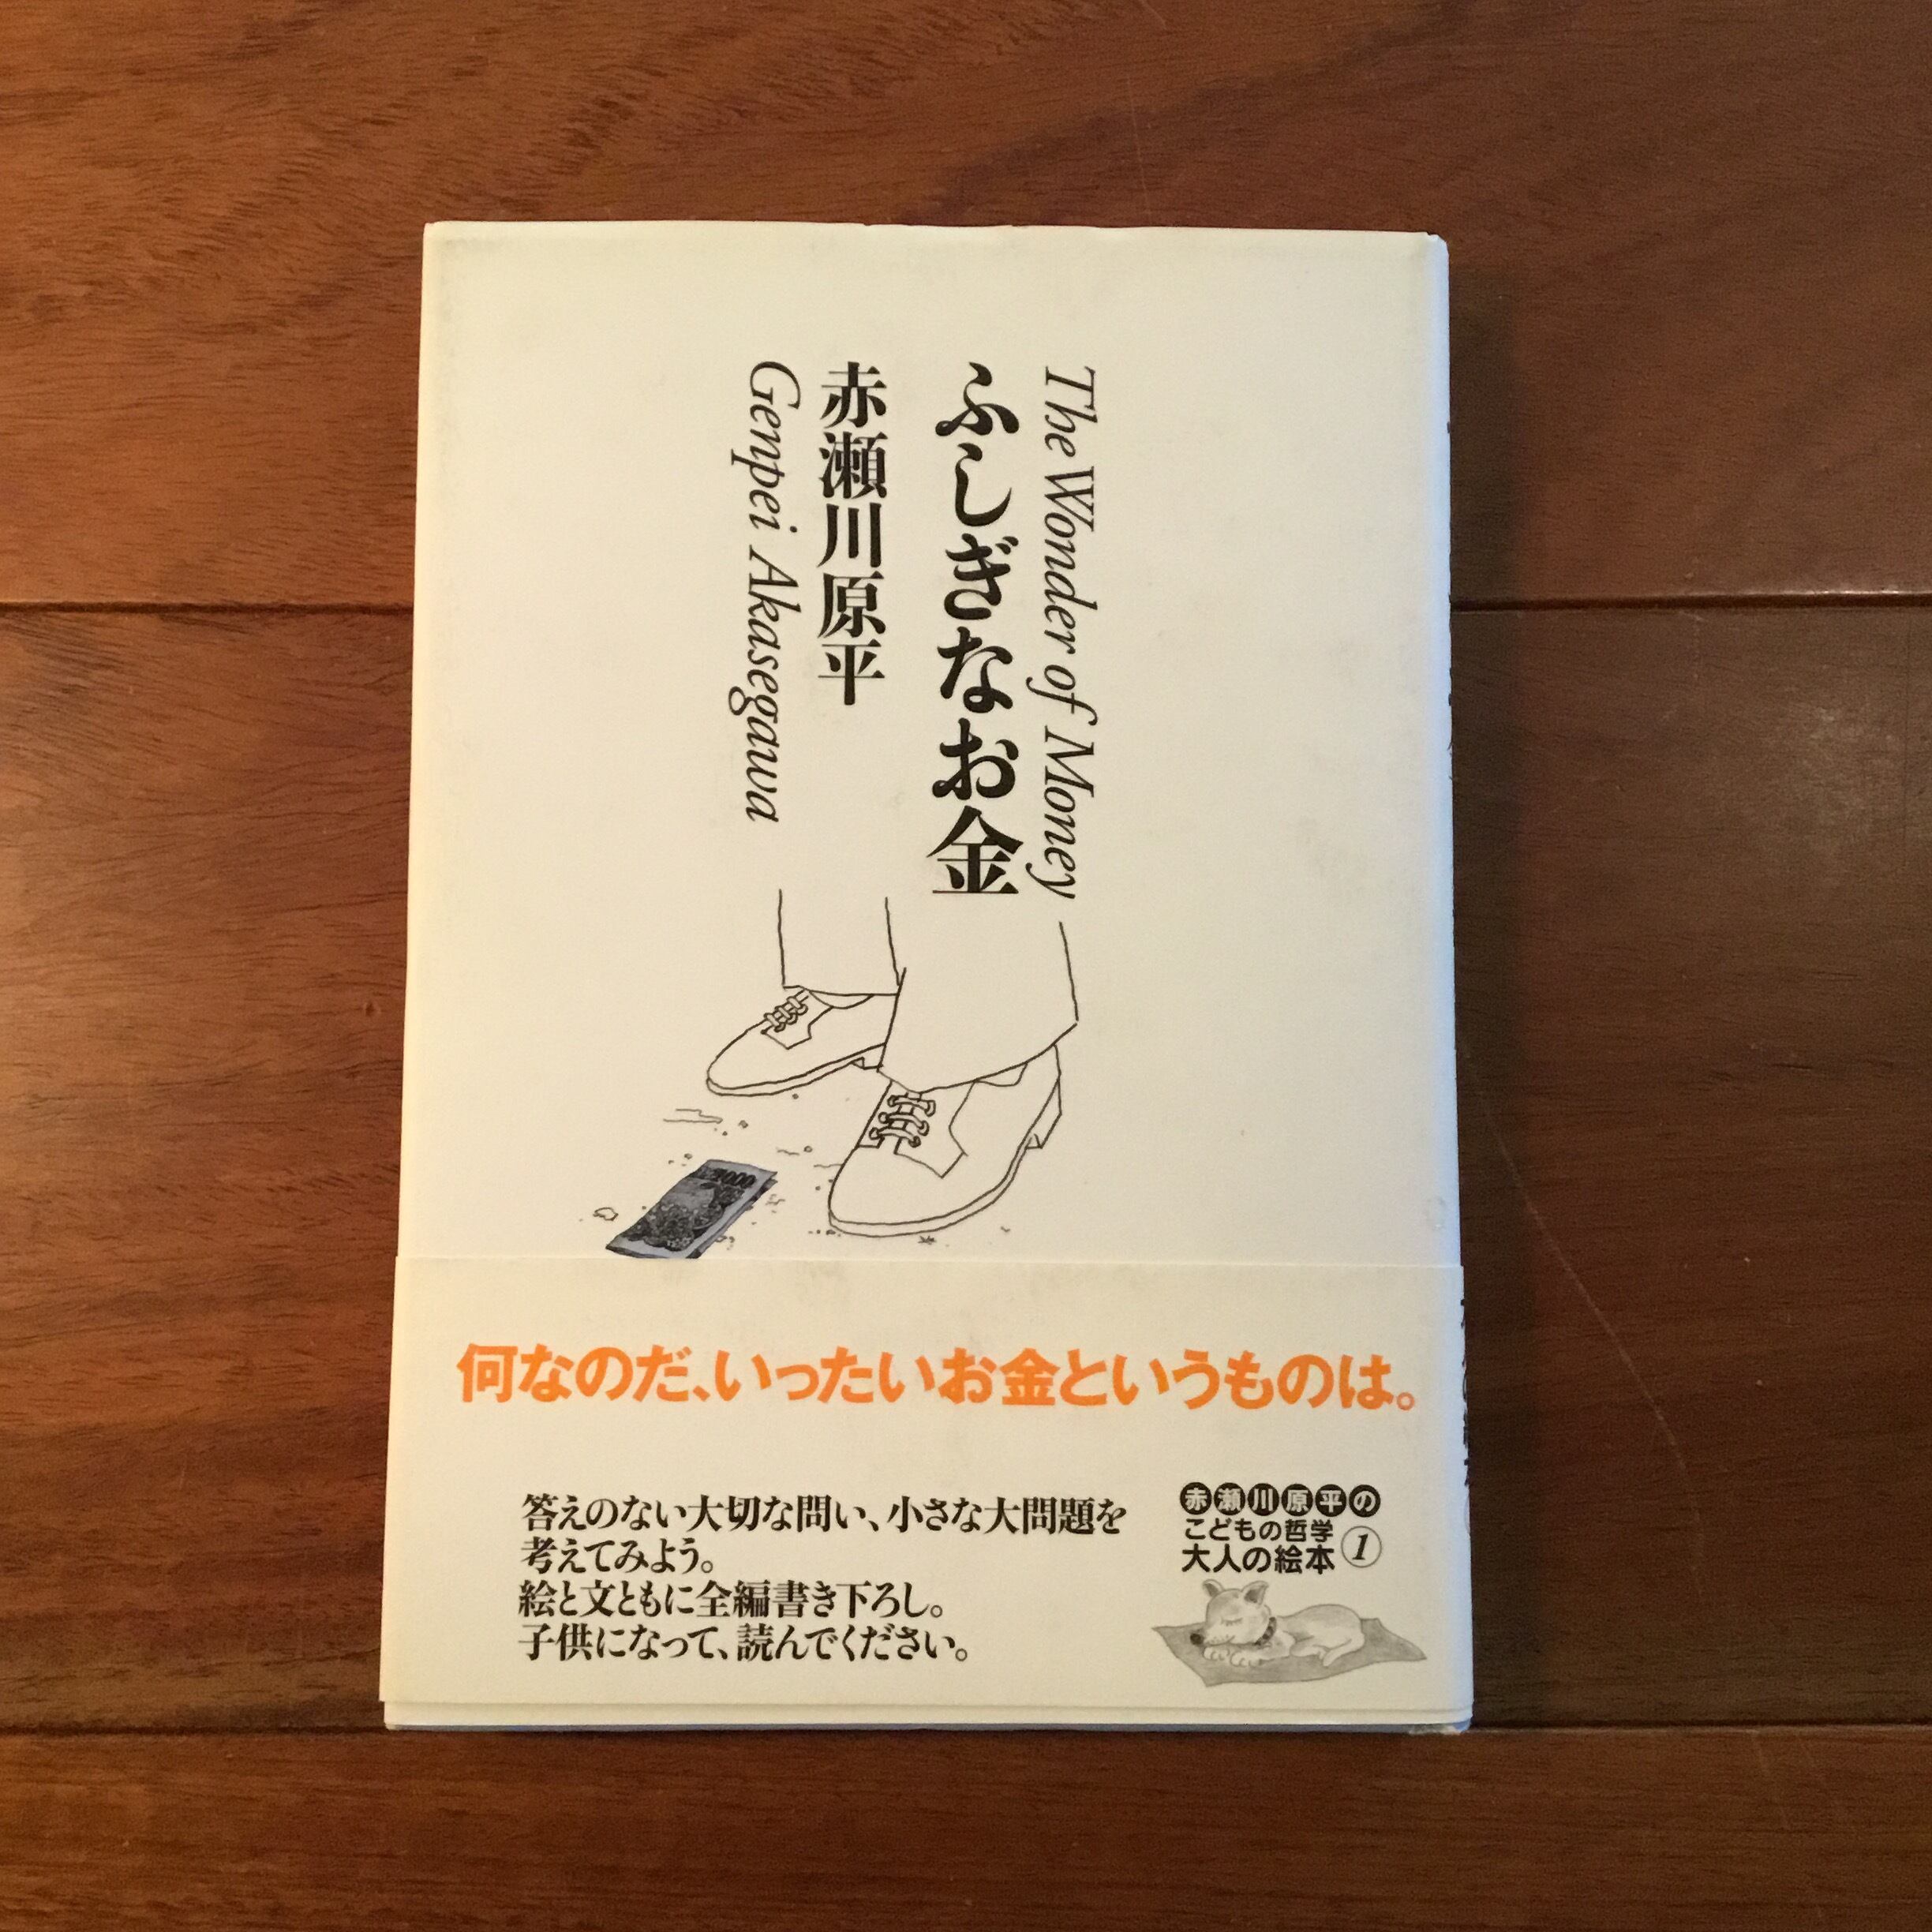 The Wonder of Money
ふしぎなお金
赤瀬川原平
Genpei Akasegawa
何なのだ、いったいお金というものは。
答えのない大切な問い、小さな大問題を
考えてみよう。
絵と文ともに全編書き下ろし。
子供になって、読んでください。
赤瀬川原平の
こどもの哲学
大人の絵本 1